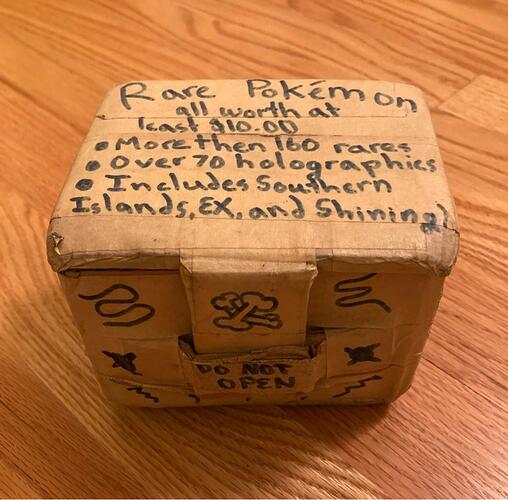 Rare Pokémon
all worth at
least $10.00
• More then 160 rares
• Over 70 holographics
• Includes Southern
Islands, EX, and Shining)
DO NOT
OPEN